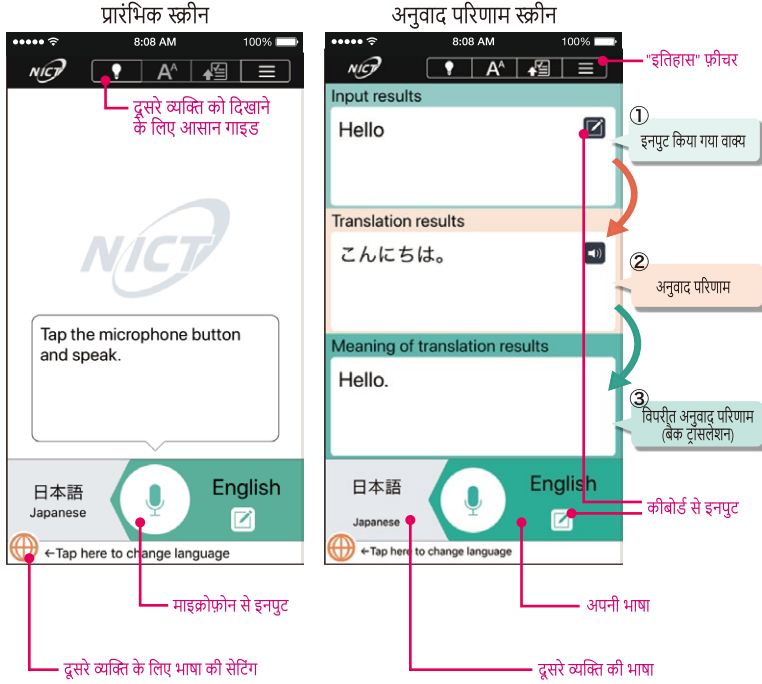 प्रारंभिक स्क्रीन
8:08 AM
100%
NICT
AA
दूसरे व्यक्ति को दिखाने
के लिए आसान गाइड
NICT
Tap the microphone button
and speak.
日本語
Japanese
English
←Tap here to change language
माइक्रोफ़ोन से इनपुट
दूसरे व्यक्ति के लिए भाषा की सेटिंग
अनुवाद परिणाम स्क्रीन
8:08 AM
100%
NICT
AA
"इतिहास" फ़ीचर
Input results
Hello
①
इनपुट किया गया वाक्य
Translation results
こんにちは。
②
अनुवाद परिणाम
Meaning of translation results
Hello.
③
विपरीत अनुवाद परिणाम
(बैक ट्रांसलेशन)
日本語
Japanese
English
←Tap here to change language
कीबोर्ड से इनपुट
अपनी भाषा
दूसरे व्यक्ति की भाषा